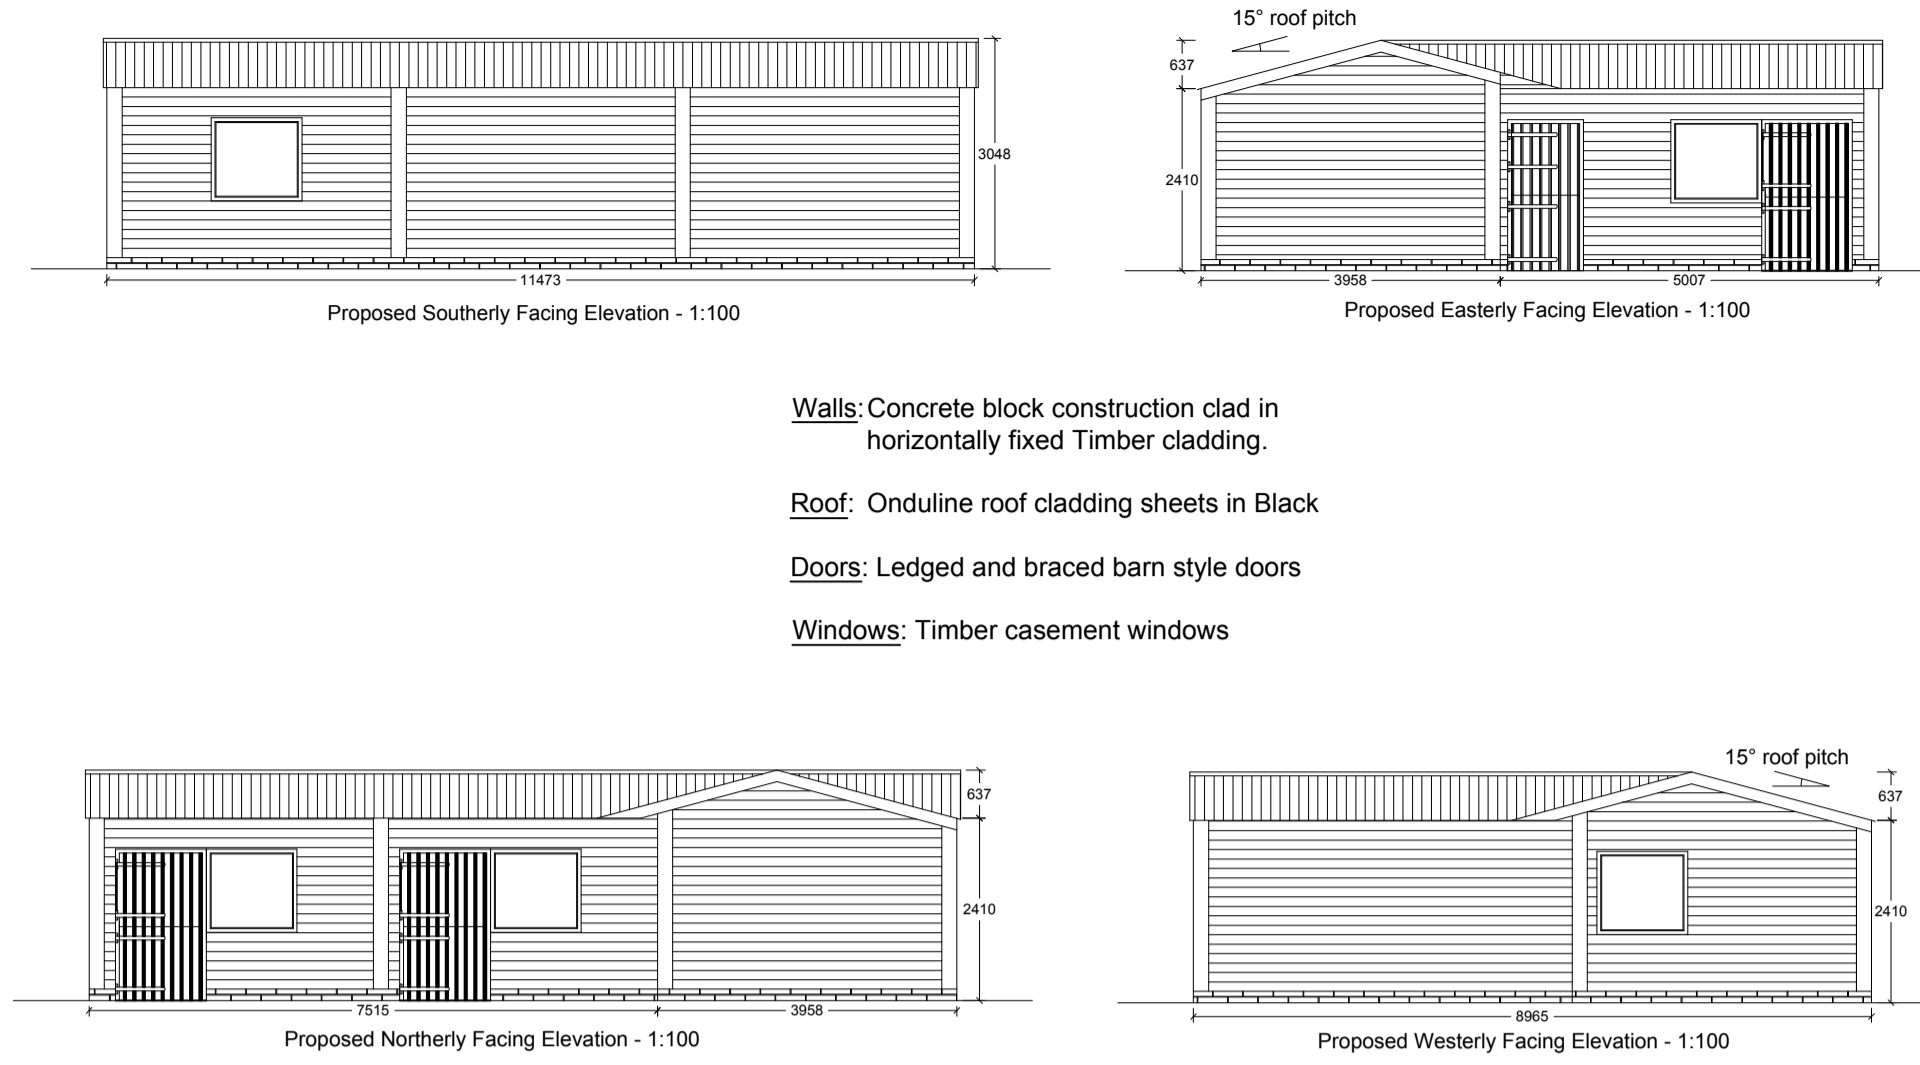 15° roof pitch
637
3048
2410
11473
Proposed Southerly Facing Elevation - 1:100
3958
5007
Proposed Easterly Facing Elevation - 1:100
Walls: Concrete block construction clad in
horizontally fixed Timber cladding.
Roof: Onduline roof cladding sheets in Black
Doors: Ledged and braced barn style doors
Windows: Timber casement windows
637
2410
7515
3958
Proposed Northerly Facing Elevation - 1:100
15° roof pitch
637
2410
8965
Proposed Westerly Facing Elevation - 1:100